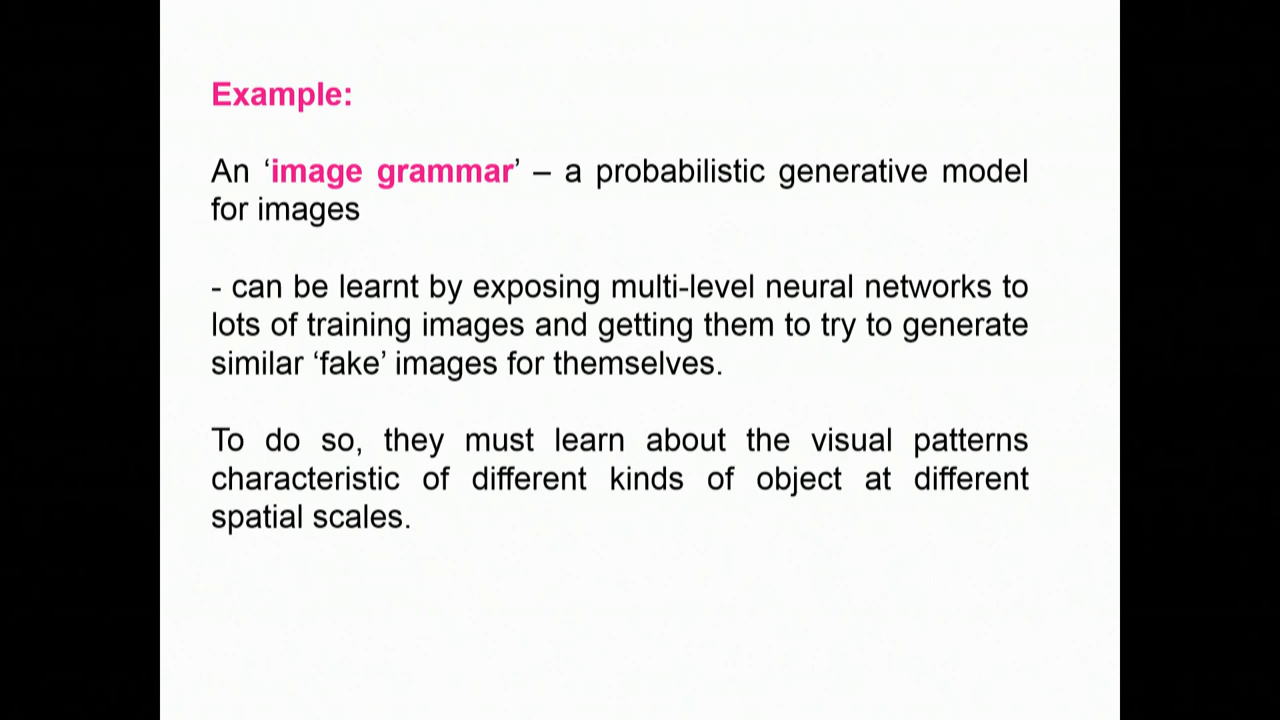 Example:
An ‘image grammar’ – a probabilistic generative model
for images
- can be learnt by exposing multi-level neural networks to
lots of training images and getting them to try to generate
similar ‘fake’ images for themselves.
To do so, they must learn about the visual patterns
characteristic of different kinds of object at different
spatial scales.